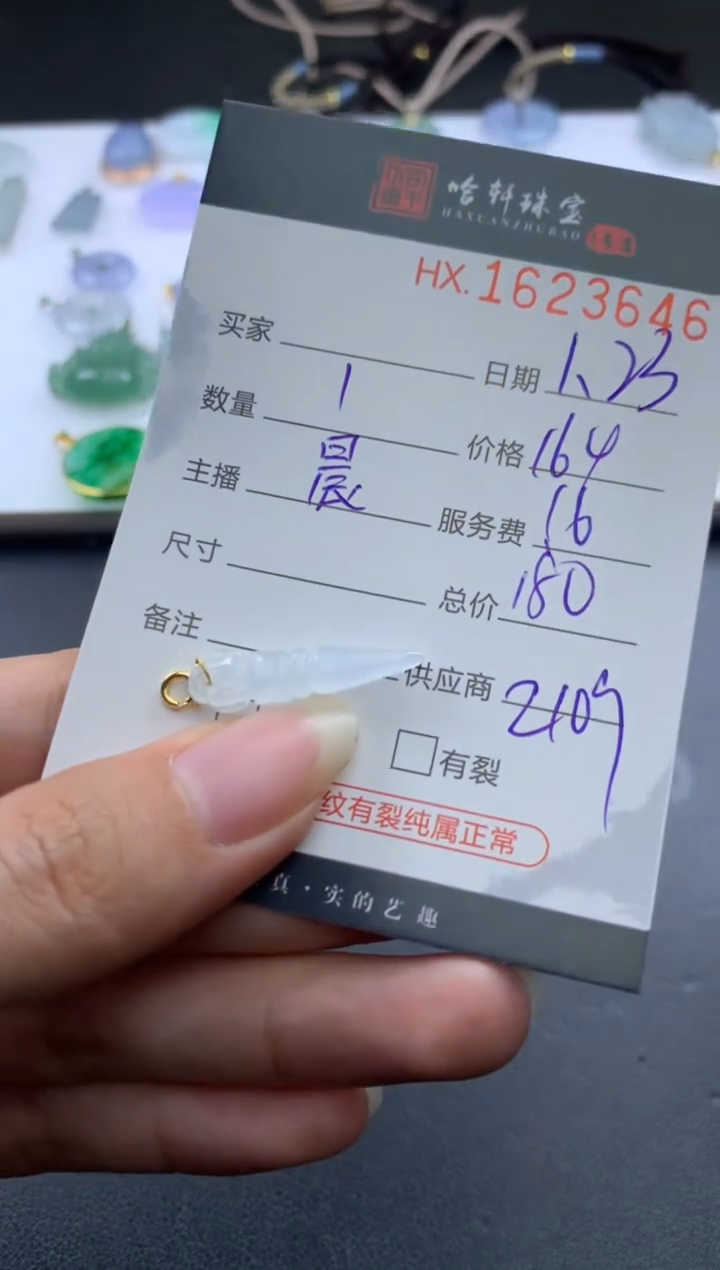 哈轩珠宝
HAXUANZHUBAO
HX.1623646
买家 日期 1.23
数量 1 价格 164
主播 晨 服务费 16
尺寸 总价 180
备注 供应商 2109
有裂
纹有裂纯属正常
真·实的艺趣